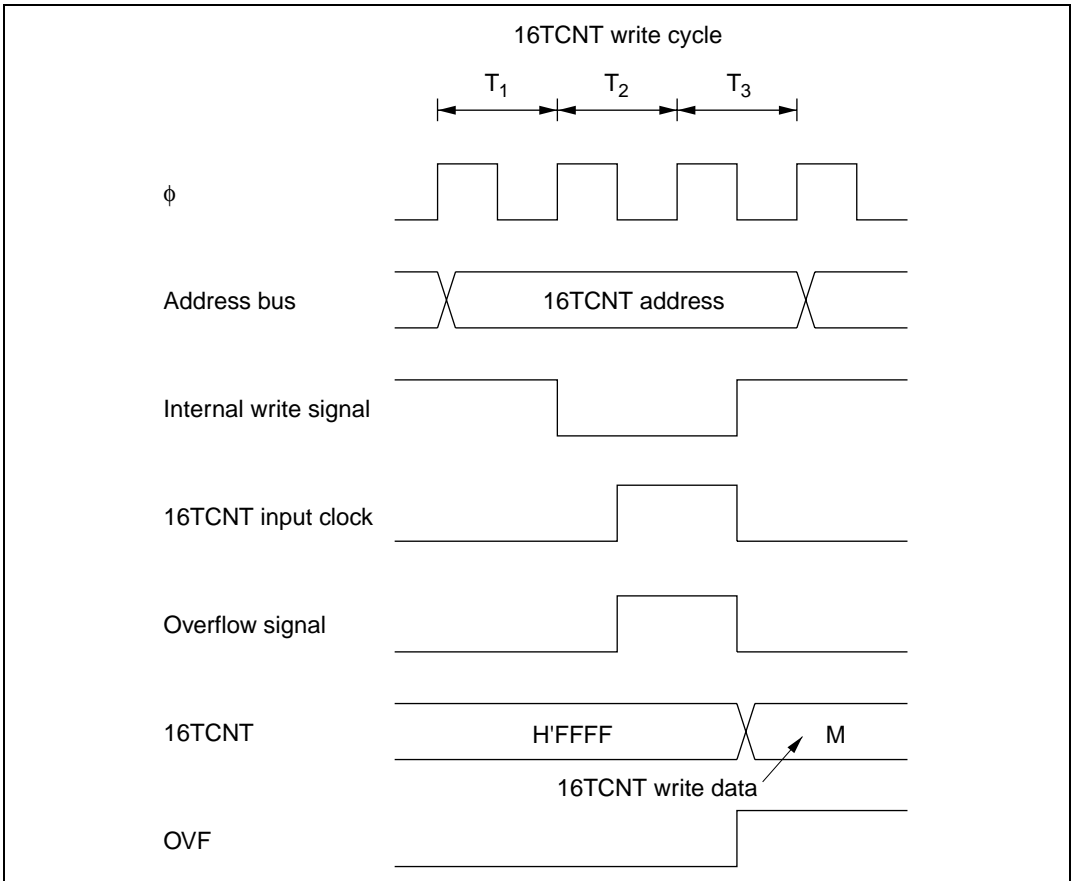 16TCNT write cycle
T1 T2 T3
ϕ
Address bus 16TCNT address
Internal write signal
16TCNT input clock
Overflow signal
16TCNT H'FFFF M
16TCNT write data
OVF